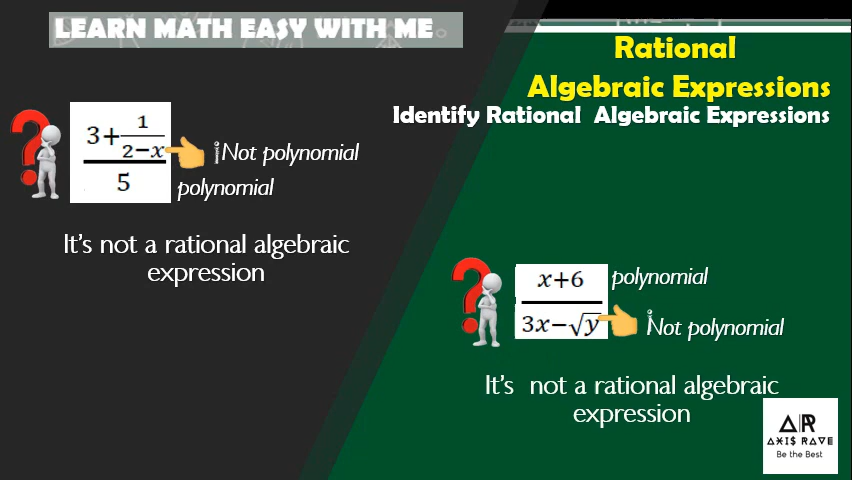 LEARN MATH EASY WITH ME
Rational
Algebraic Expressions
Identify Rational Algebraic Expressions
3+
1
2−x
5
Not polynomial
polynomial
It's not a rational algebraic
expression
x+6
3x−√y
polynomial
Not polynomial
It's not a rational algebraic
expression
AR
AXIS RAVE
Be the Best